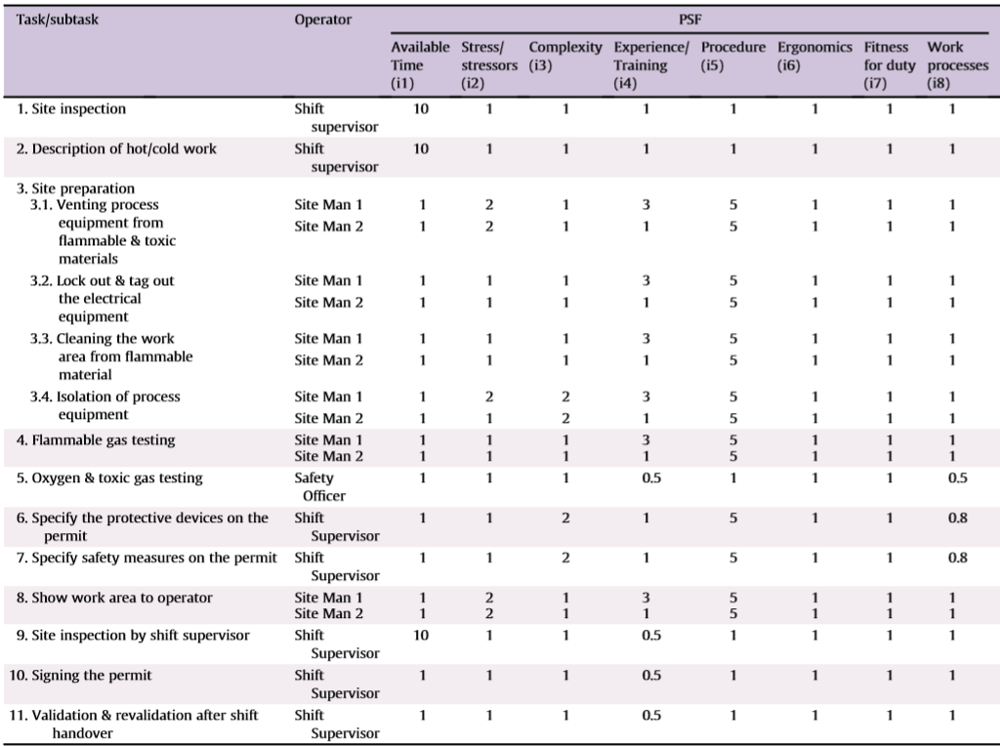 Task/subtask Operator PSF
Available Stress/ Complexity Experience/ Procedure Ergonomics Fitness Work
Time stressors (i3) Training (i5) (i6) for duty processes
(i1) (i2) (i4) (i7) (i8)
1. Site inspection Shift 10 1 1 1 1 1 1 1
supervisor
2. Description of hot/cold work Shift 10 1 1 1 1 1 1 1
supervisor
3. Site preparation
3.1. Venting process Site Man 1 1 2 1 3 5 1 1 1
equipment from Site Man 2 1 2 1 1 5 1 1 1
flammable & toxic
materials
3.2. Lock out & tag out Site Man 1 1 1 1 3 5 1 1 1
the electrical Site Man 2 1 1 1 1 5 1 1 1
equipment
3.3. Cleaning the work Site Man 1 1 1 1 3 5 1 1 1
area from flammable Site Man 2 1 1 1 1 5 1 1 1
material
3.4. Isolation of process Site Man 1 1 2 2 3 5 1 1 1
equipment Site Man 2 1 1 2 1 5 1 1 1
4. Flammable gas testing Site Man 1 1 1 1 3 5 1 1 1
Site Man 2 1 1 1 1 5 1 1 1
5. Oxygen & toxic gas testing Safety 1 1 1 0.5 1 1 1 0.5
Officer
6. Specify the protective devices on the Shift 1 1 2 1 5 1 1 0.8
permit Supervisor
7. Specify safety measures on the permit Shift 1 1 2 1 5 1 1 0.8
Supervisor
8. Show work area to operator Site Man 1 1 2 1 3 5 1 1 1
Site Man 2 1 2 1 1 5 1 1 1
9. Site inspection by shift supervisor Shift 10 1 1 0.5 1 1 1 1
Supervisor
10. Signing the permit Shift 1 1 1 0.5 1 1 1 1
Supervisor
11. Validation & revalidation after shift Shift 1 1 1 0.5 1 1 1 1
handover Supervisor